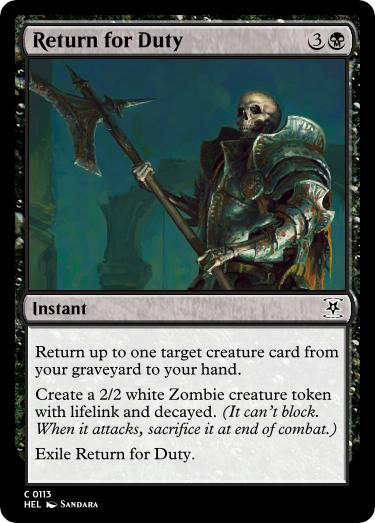 Return for Duty 3
Instant
Return up to one target creature card from
your graveyard to your hand.
Create a 2/2 white Zombie creature token
with lifelink and decayed. (It can't block.
When it attacks, sacrifice it at end of combat.)
Exile Return for Duty.
C 0113
HEL Sandara